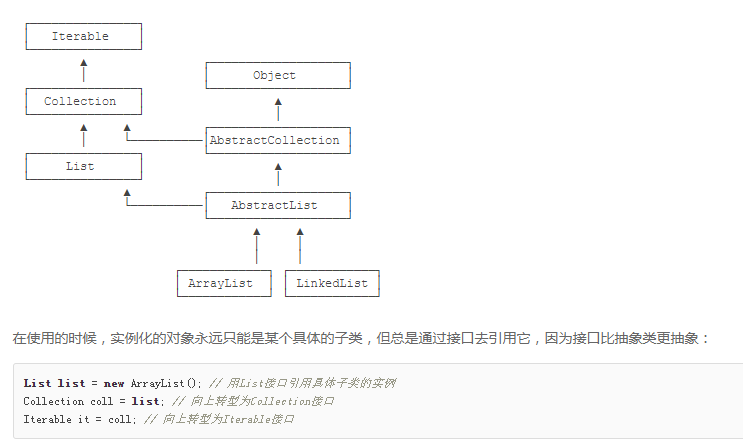 Iterable
Object
Collection
AbstractCollection
List
AbstractList
ArrayList
LinkedList
在使用的时候，实例化的对象永远只能是某个具体的子类，但总是通过接口去引用它，因为接口比抽象类更抽象：
List list = new ArrayList(); // 用List接口引用具体子类的实例
Collection coll = list; // 向上转型为Collection接口
Iterable it = coll; // 向上转型为Iterable接口